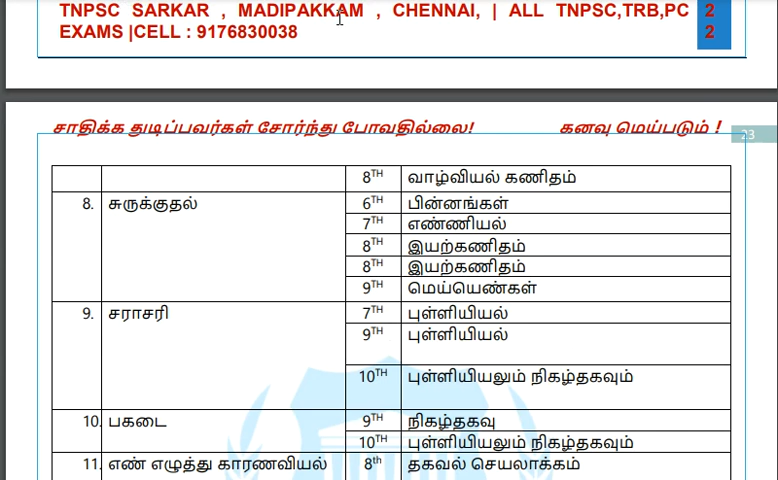 TNPSC SARKAR , MADIPAKKAM , CHENNAI, | ALL TNPSC,TRB,PC 2
EXAMS |CELL : 9176830038 2
சாதிக்க துடிப்பவர்கள் சோர்ந்து போவதில்லை! கனவு மெய்படும் ! 23
8TH வாழ்வியல் கணிதம்
8. சுருக்குதல் 6TH பின்னங்கள்
7TH எண்ணியல்
8TH இயற்கணிதம்
8TH இயற்கணிதம்
9TH மெய்யெண்கள்
9. சராசரி 7TH புள்ளியியல்
9TH புள்ளியியல்
10TH புள்ளியியலும் நிகழ்தகவும்
10. பகடை 9TH நிகழ்தகவு
10TH புள்ளியியலும் நிகழ்தகவும்
11. எண் எழுத்து காரணவியல் 8th தகவல் செயலாக்கம்